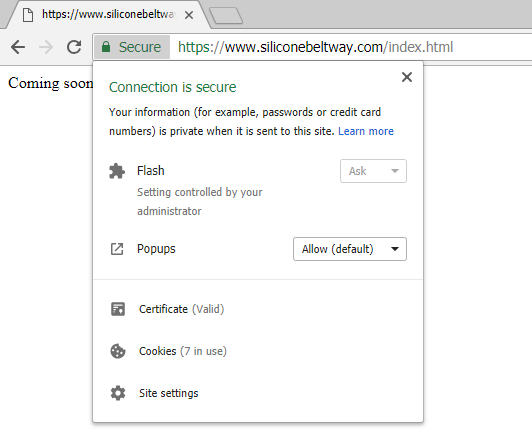 https://www.siliconebeltway
Secure
https://www.siliconebeltway.com/index.html
Coming soon
Connection is secure
Your information (for example, passwords or credit card
numbers) is private when it is sent to this site. Learn more
Flash
Ask
Setting controlled by your
administrator
Popups
Allow (default)
Certificate (Valid)
Cookies (7 in use)
Site settings